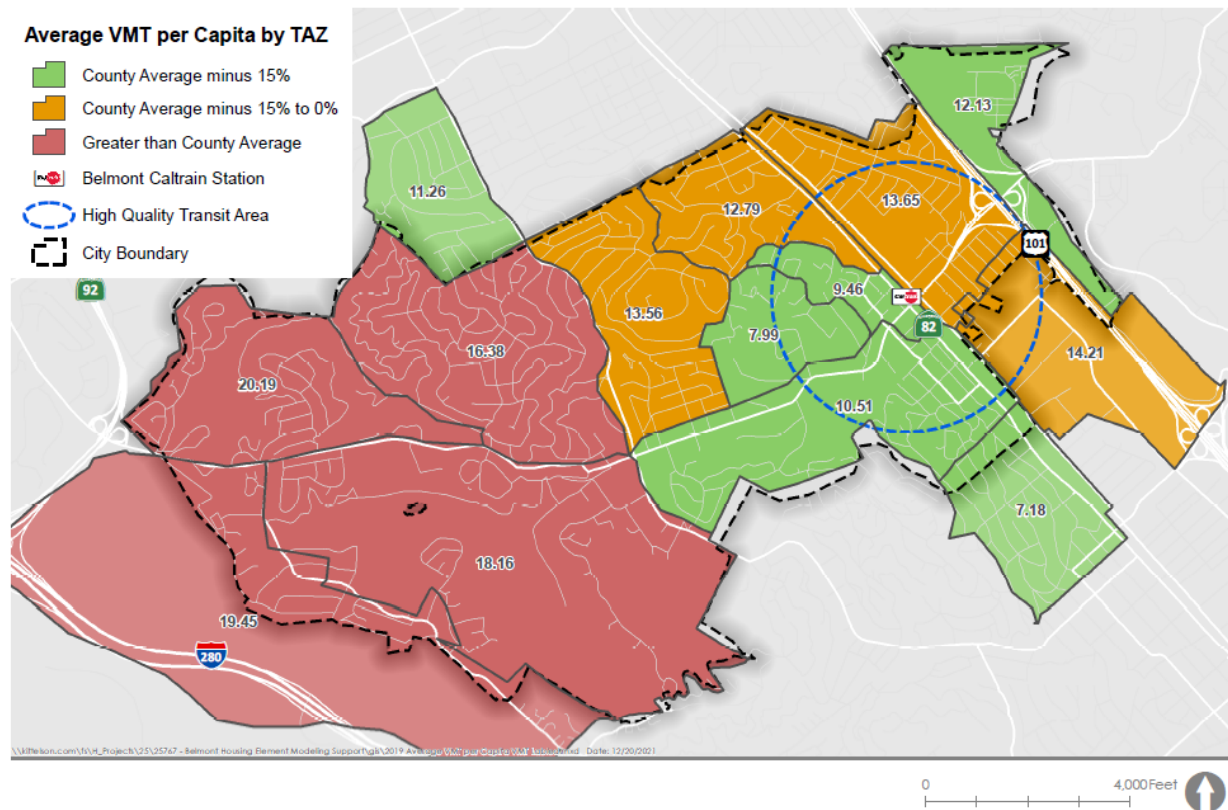 Average VMT per Capita by TAZ
County Average minus 15%
County Average minus 15% to 0%
Greater than County Average
Belmont Caltrain Station
High Quality Transit Area
City Boundary
12.13
11.26
12.79
13.65
101
92
9.46
13.56
7.99
82
16.38
14.21
20.19
10.51
7.18
18.16
19.45
280
0
4,000Feet